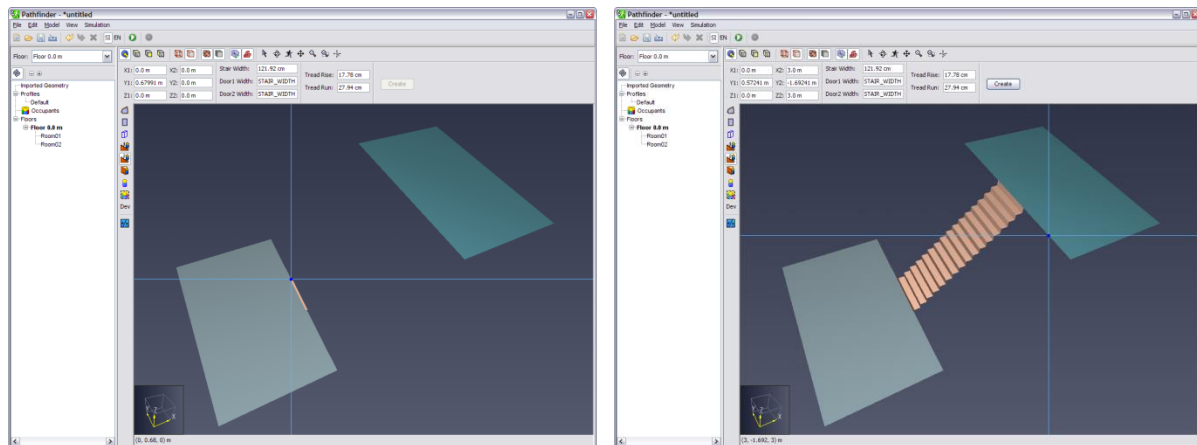 Pathfinder - *untitled
File Edit Model View Simulation
SI EN
Floor: Floor 0.0 m
X1: 0.0 m X2: 0.0 m Stair Width: 121.92 cm Tread Rise: 17.78 cm
Y1: 0.67991 m Y2: 0.0 m Door1 Width: STAIR_WIDTH Tread Run: 27.94 cm Create
Z1: 0.0 m Z2: 0.0 m Door2 Width: STAIR_WIDTH
Imported Geometry
Profiles
Default
Occupants
Floors
Floor 0.0 m
Room01
Room02
Dev
Y Z X
(0, 0.68, 0) m
Pathfinder - *untitled
File Edit Model View Simulation
SI EN
Floor: Floor 0.0 m
X1: 0.0 m X2: 3.0 m Stair Width: 121.92 cm Tread Rise: 17.78 cm
Y1: 0.57241 m Y2: -1.69241 m Door1 Width: STAIR_WIDTH Tread Run: 27.94 cm Create
Z1: 0.0 m Z2: 3.0 m Door2 Width: STAIR_WIDTH
Imported Geometry
Profiles
Default
Occupants
Floors
Floor 0.0 m
Room01
Room02
Dev
Y Z X
(3, -1.692, 3) m